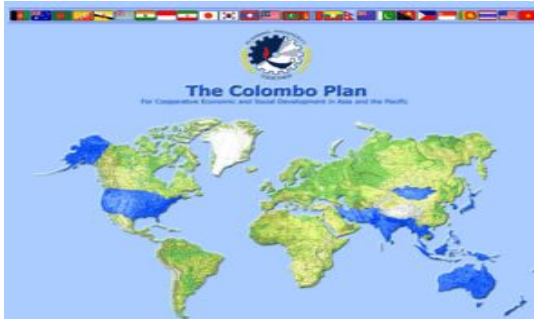 The Colombo Plan
For Cooperative Economic and Social Development in Asia and the Pacific